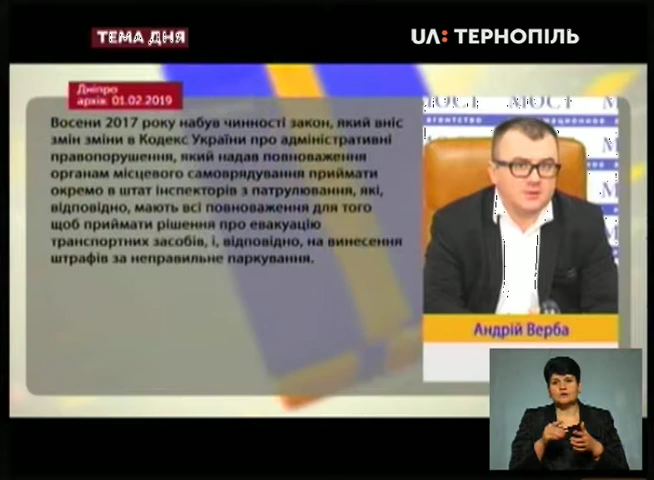 ТЕМА ДНЯ
UA: ТЕРНОПІЛЬ
Дніпро
архів 01.02.2019
Восени 2017 року набув чинності закон, який вніс
змін зміни в Кодекс України про адміністративні
правопорушення, який надав повноваження
органам місцевого самоврядування приймати
окремо в штат інспекторів з патрулювання, які,
відповідно, мають всі повноваження для того
щоб приймати рішення про евакуацію
транспортних засобів, і, відповідно, на винесення
штрафів за неправильне паркування.
МОСТ
агентство
Андрій Верба